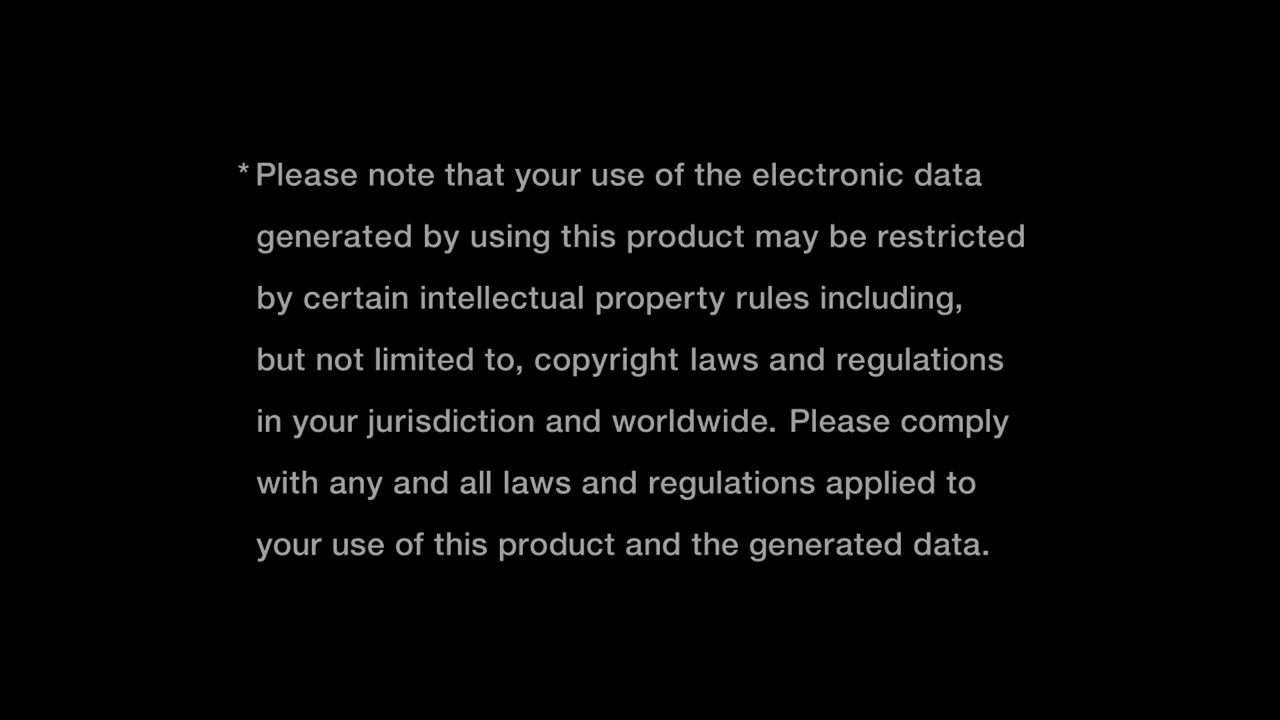 * Please note that your use of the electronic data
generated by using this product may be restricted
by certain intellectual property rules including,
but not limited to, copyright laws and regulations
in your jurisdiction and worldwide. Please comply
with any and all laws and regulations applied to
your use of this product and the generated data.